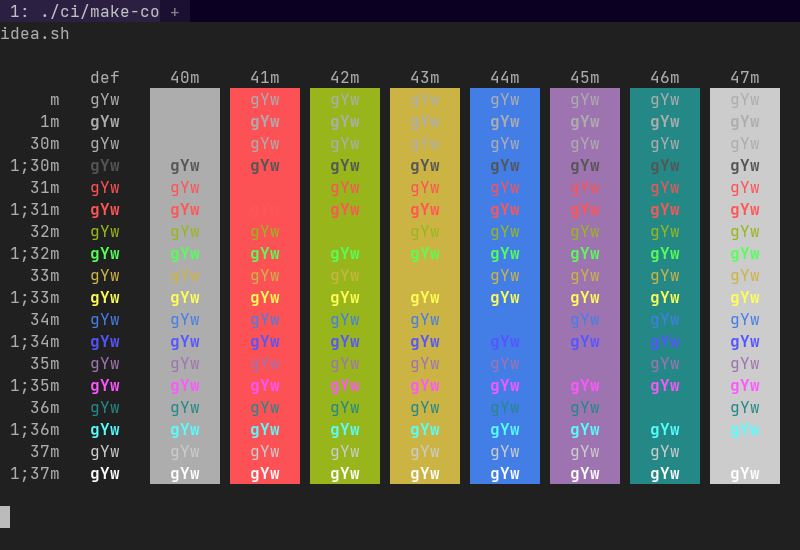 1: ./ci/make-co +
idea.sh
def 40m 41m 42m 43m 44m 45m 46m 47m
m gYw gYw gYw gYw gYw gYw gYw gYw
1m gYw gYw gYw gYw gYw gYw gYw gYw
30m gYw gYw gYw gYw gYw gYw gYw gYw
1;30m gYw gYw gYw gYw gYw gYw gYw gYw gYw
31m gYw gYw gYw gYw gYw gYw gYw gYw
1;31m gYw gYw gYw gYw gYw gYw gYw gYw
32m gYw gYw gYw gYw gYw gYw gYw gYw
1;32m gYw gYw gYw gYw gYw gYw gYw gYw gYw
33m gYw gYw gYw gYw gYw gYw gYw gYw
1;33m gYw gYw gYw gYw gYw gYw gYw gYw gYw
34m gYw gYw gYw gYw gYw gYw gYw gYw
1;34m gYw gYw gYw gYw gYw gYw gYw gYw gYw
35m gYw gYw gYw gYw gYw gYw gYw gYw
1;35m gYw gYw gYw gYw gYw gYw gYw gYw gYw
36m gYw gYw gYw gYw gYw gYw gYw gYw
1;36m gYw gYw gYw gYw gYw gYw gYw gYw gYw
37m gYw gYw gYw gYw gYw gYw gYw gYw
1;37m gYw gYw gYw gYw gYw gYw gYw gYw gYw